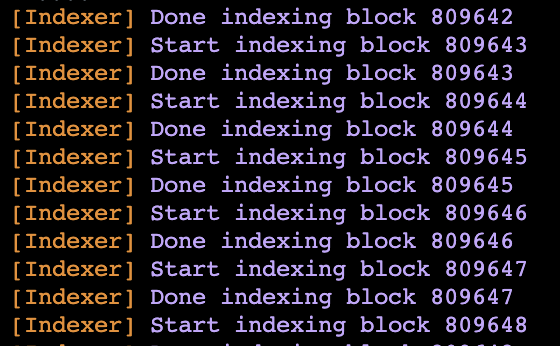 [Indexer] Done indexing block 809642
[Indexer] Start indexing block 809643
[Indexer] Done indexing block 809643
[Indexer] Start indexing block 809644
[Indexer] Done indexing block 809644
[Indexer] Start indexing block 809645
[Indexer] Done indexing block 809645
[Indexer] Start indexing block 809646
[Indexer] Done indexing block 809646
[Indexer] Start indexing block 809647
[Indexer] Done indexing block 809647
[Indexer] Start indexing block 809648